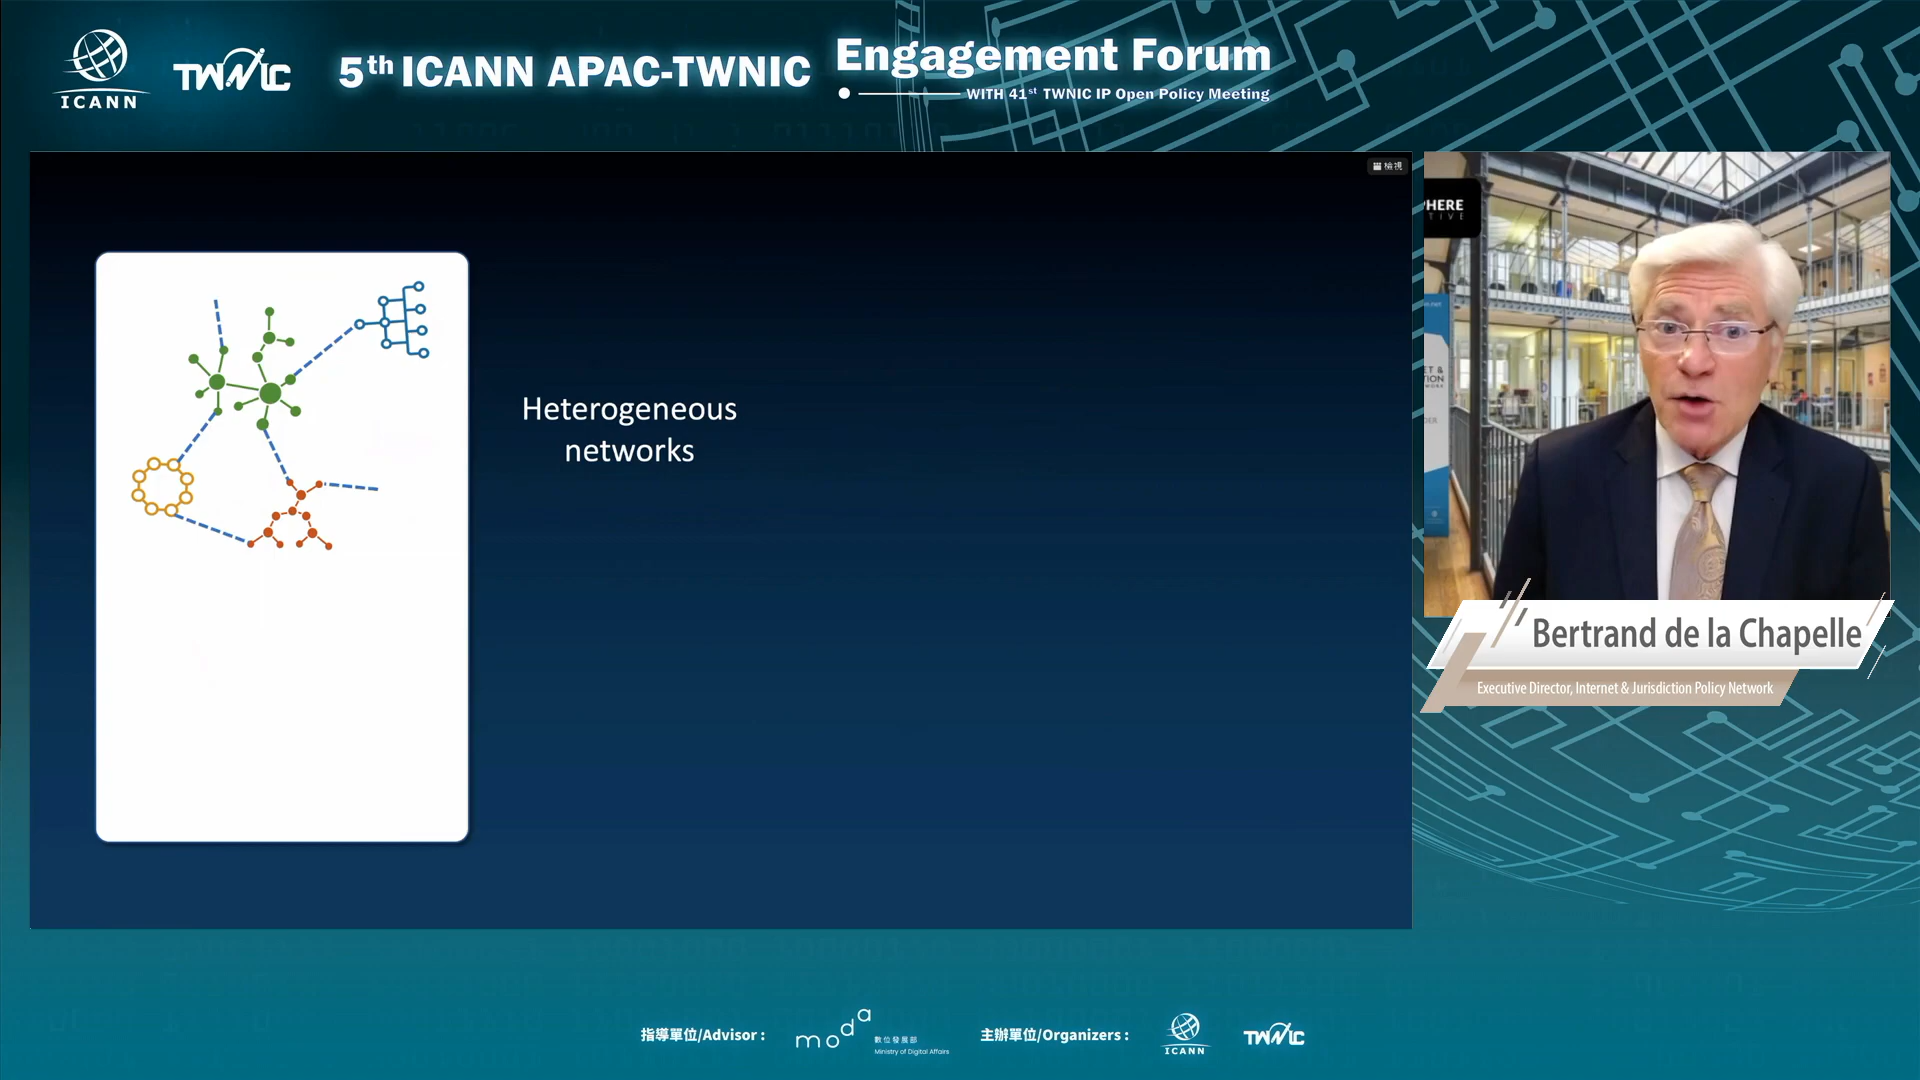 ICANN
TWNIC
5th ICANN APAC-TWNIC
Engagement Forum
WITH 41st TWNIC IP Open Policy Meeting
檢視
Heterogeneous
networks
Bertrand de la Chapelle
Executive Director, Internet & Jurisdiction Policy Network
指導單位/Advisor :
moda
數位發展部
Ministry of Digital Affairs
主辦單位/Organizers :
ICANN
TWNIC